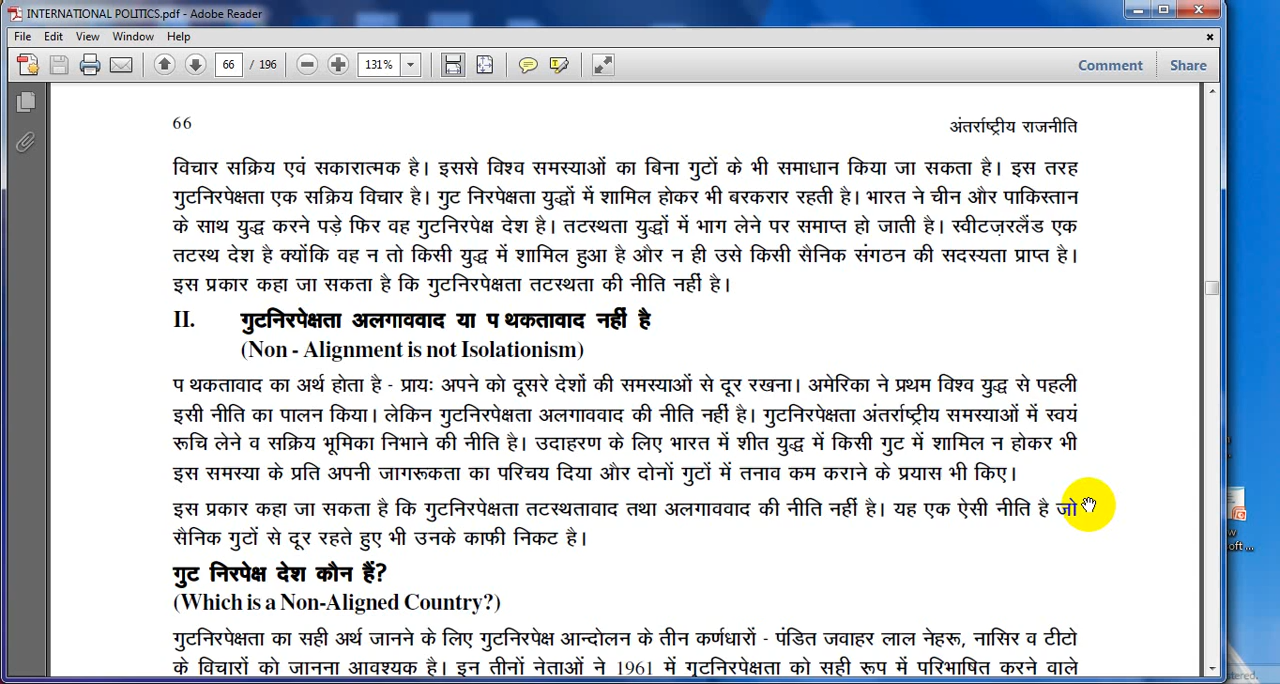 INTERNATIONAL POLITICS.pdf - Adobe Reader
File Edit View Window Help
66 / 196 131% Comment Share
66 अंतर्राष्ट्रीय राजनीति
विचार सक्रिय एवं सकारात्मक है। इससे विश्व समस्याओं का बिना गुटों के भी समाधान किया जा सकता है। इस तरह
गुटनिरपेक्षता एक सक्रिय विचार है। गुट निरपेक्षता युद्धों में शामिल होकर भी बरकरार रहती है। भारत ने चीन और पाकिस्तान
के साथ युद्ध करने पड़े फिर वह गुटनिरपेक्ष देश है। तटस्थता युद्धों में भाग लेने पर समाप्त हो जाती है। स्वीटज़रलैंड एक
तटस्थ देश है क्योंकि वह न तो किसी युद्ध में शामिल हुआ है और न ही उसे किसी सैनिक संगठन की सदस्यता प्राप्त है।
इस प्रकार कहा जा सकता है कि गुटनिरपेक्षता तटस्थता की नीति नहीं है।
II. गुटनिरपेक्षता अलगाववाद या प थकतावाद नहीं है
(Non - Alignment is not Isolationism)
प थकतावाद का अर्थ होता है - प्रायः अपने को दूसरे देशों की समस्याओं से दूर रखना। अमेरिका ने प्रथम विश्व युद्ध से पहली
इसी नीति का पालन किया। लेकिन गुटनिरपेक्षता अलगाववाद की नीति नहीं है। गुटनिरपेक्षता अंतर्राष्ट्रीय समस्याओं में स्वयं
रूचि लेने व सक्रिय भूमिका निभाने की नीति है। उदाहरण के लिए भारत में शीत युद्ध में किसी गुट में शामिल न होकर भी
इस समस्या के प्रति अपनी जागरूकता का परिचय दिया और दोनों गुटों में तनाव कम कराने के प्रयास भी किए।
इस प्रकार कहा जा सकता है कि गुटनिरपेक्षता तटस्थतावाद तथा अलगाववाद की नीति नहीं है। यह एक ऐसी नीति है जो
सैनिक गुटों से दूर रहते हुए भी उनके काफी निकट है।
गुट निरपेक्ष देश कौन हैं?
(Which is a Non-Aligned Country?)
गुटनिरपेक्षता का सही अर्थ जानने के लिए गुटनिरपेक्ष आन्दोलन के तीन कर्णधारों - पंडित जवाहर लाल नेहरू, नासिर व टीटो
के विचारों को जानना आवश्यक है। इन तीनों नेताओं ने 1961 में गुटनिरपेक्षता को सही रूप में परिभाषित करने वाले